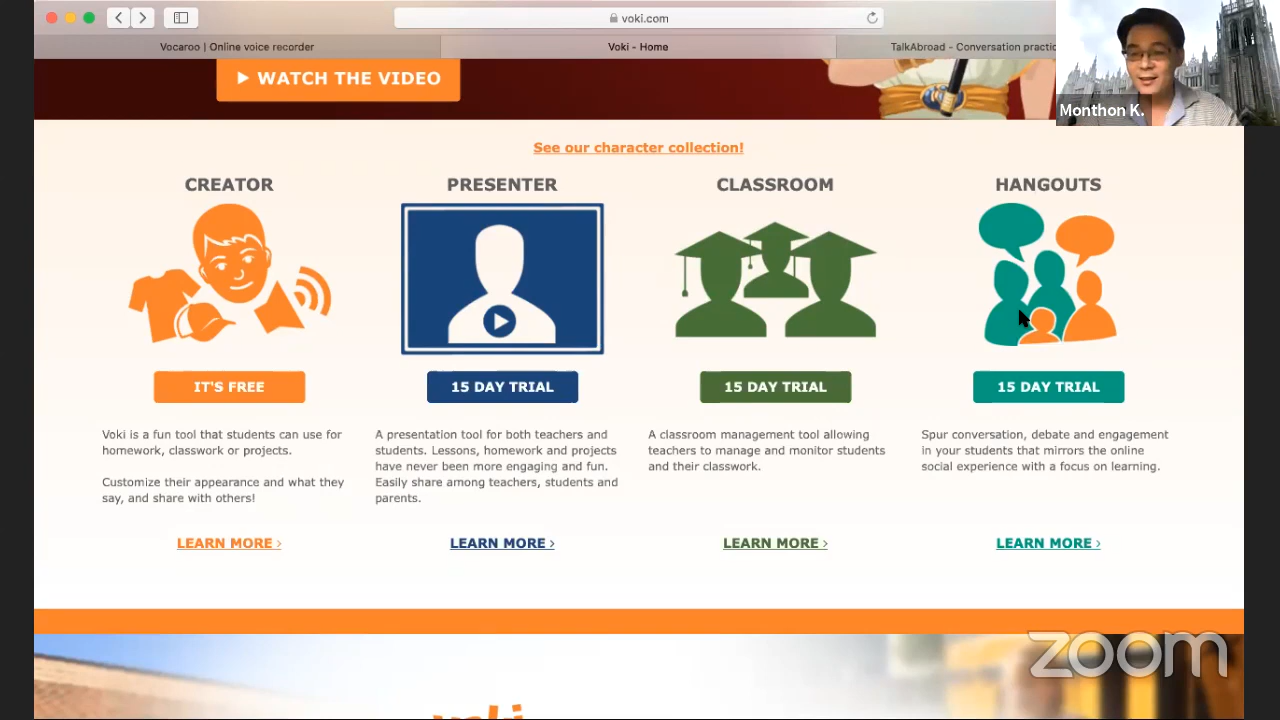 voki.com
Vocaroo | Online voice recorder
Voki - Home
TalkAbroad - Conversation practic
WATCH THE VIDEO
Monthon K.
See our character collection!
CREATOR
PRESENTER
CLASSROOM
HANGOUTS
IT'S FREE
15 DAY TRIAL
15 DAY TRIAL
15 DAY TRIAL
Voki is a fun tool that students can use for
homework, classwork or projects.
Customize their appearance and what they
say, and share with others!
A presentation tool for both teachers and
students. Lessons, homework and projects
have never been more engaging and fun.
Easily share among teachers, students and
parents.
A classroom management tool allowing
teachers to manage and monitor students
and their classwork.
Spur conversation, debate and engagement
in your students that mirrors the online
social experience with a focus on learning.
LEARN MORE ›
LEARN MORE ›
LEARN MORE ›
LEARN MORE ›
zoom
voki